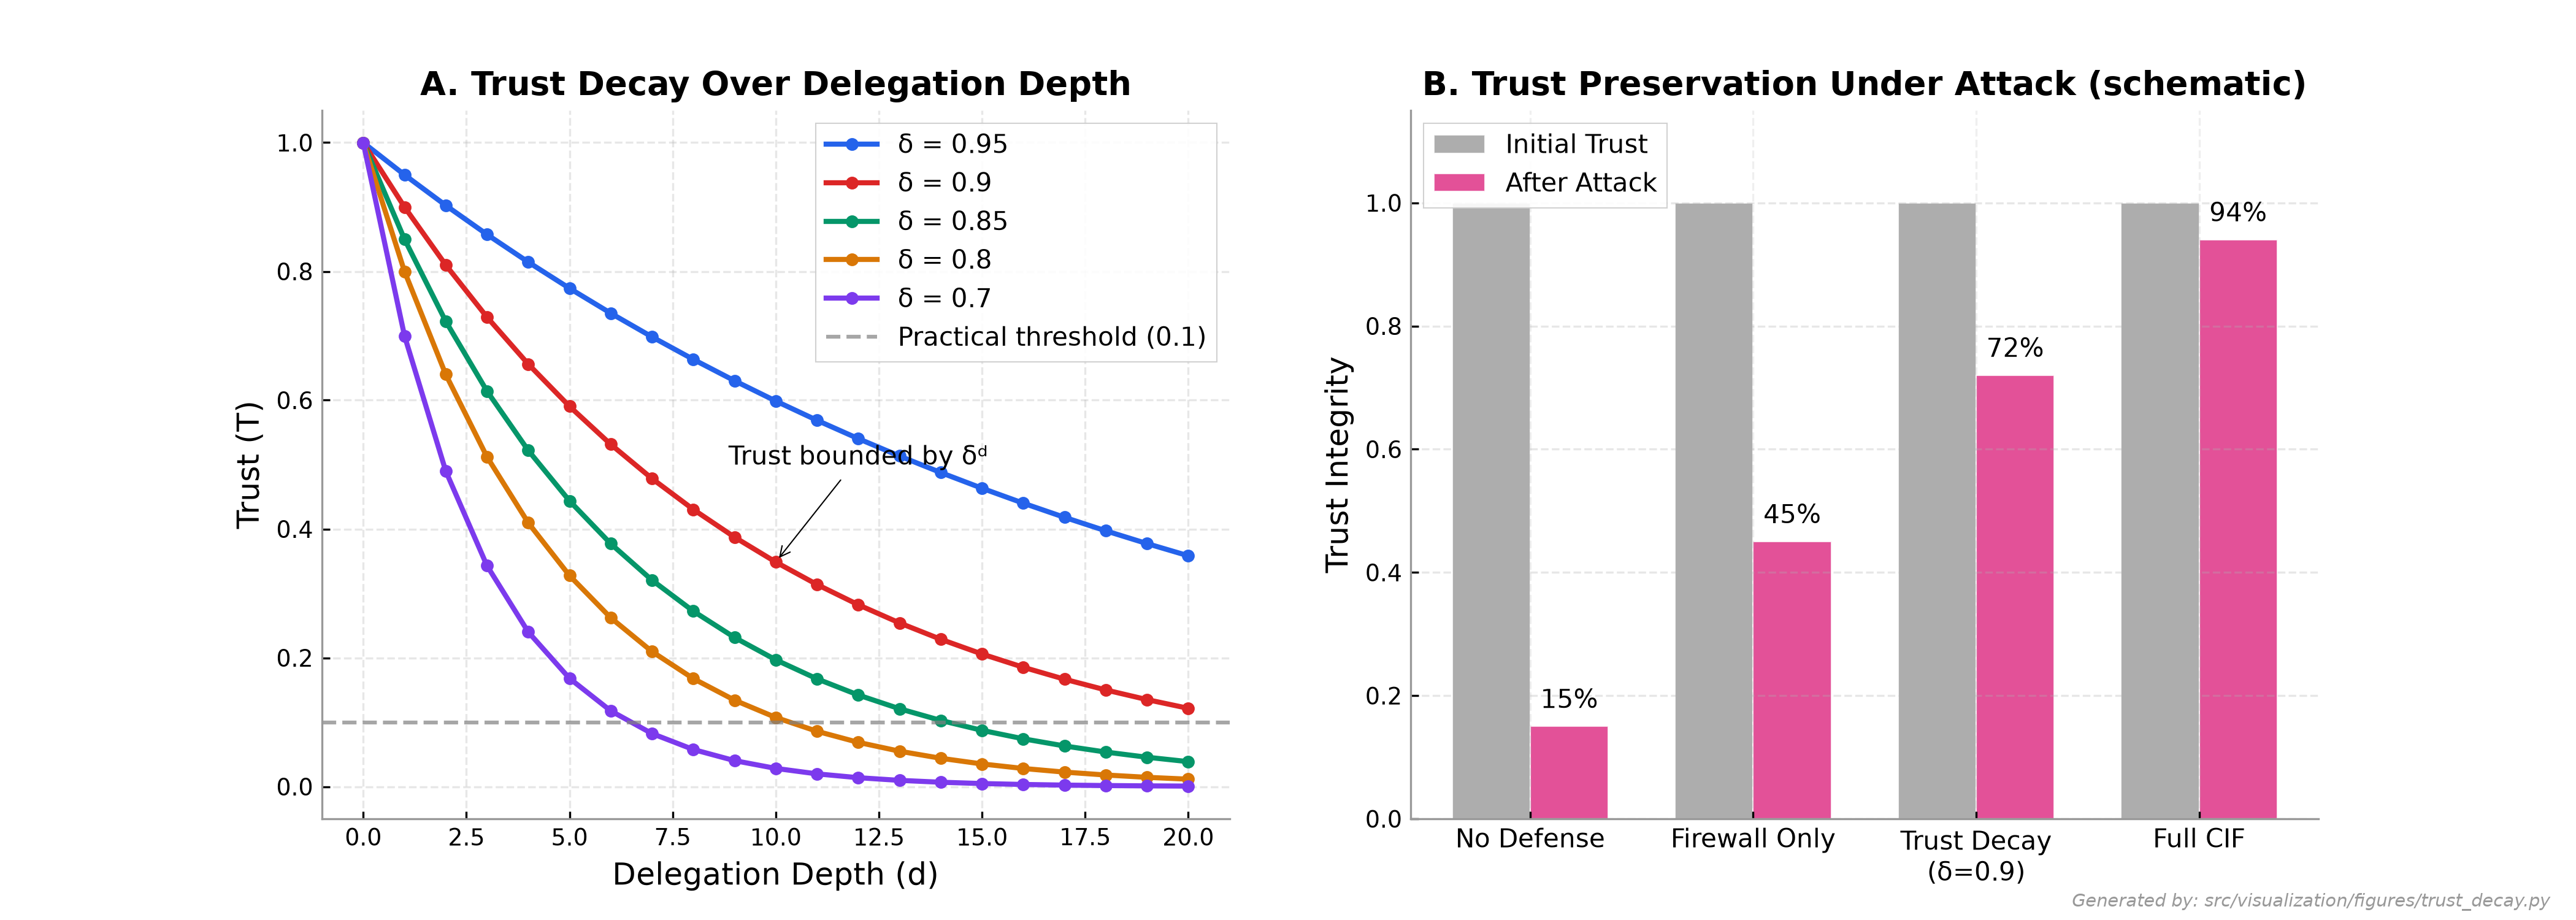 A. Trust Decay Over Delegation Depth
Trust (T)
1.0
0.8
0.6
0.4
0.2
0.0
δ = 0.95
δ = 0.9
δ = 0.85
δ = 0.8
δ = 0.7
Practical threshold (0.1)
Trust bounded by δᵈ
0.0 2.5 5.0 7.5 10.0 12.5 15.0 17.5 20.0
Delegation Depth (d)
B. Trust Preservation Under Attack (schematic)
Trust Integrity
1.0
0.8
0.6
0.4
0.2
0.0
Initial Trust
After Attack
15%
45%
72%
94%
No Defense Firewall Only Trust Decay Full CIF
(δ=0.9)
Generated by: src/visualization/figures/trust_decay.py